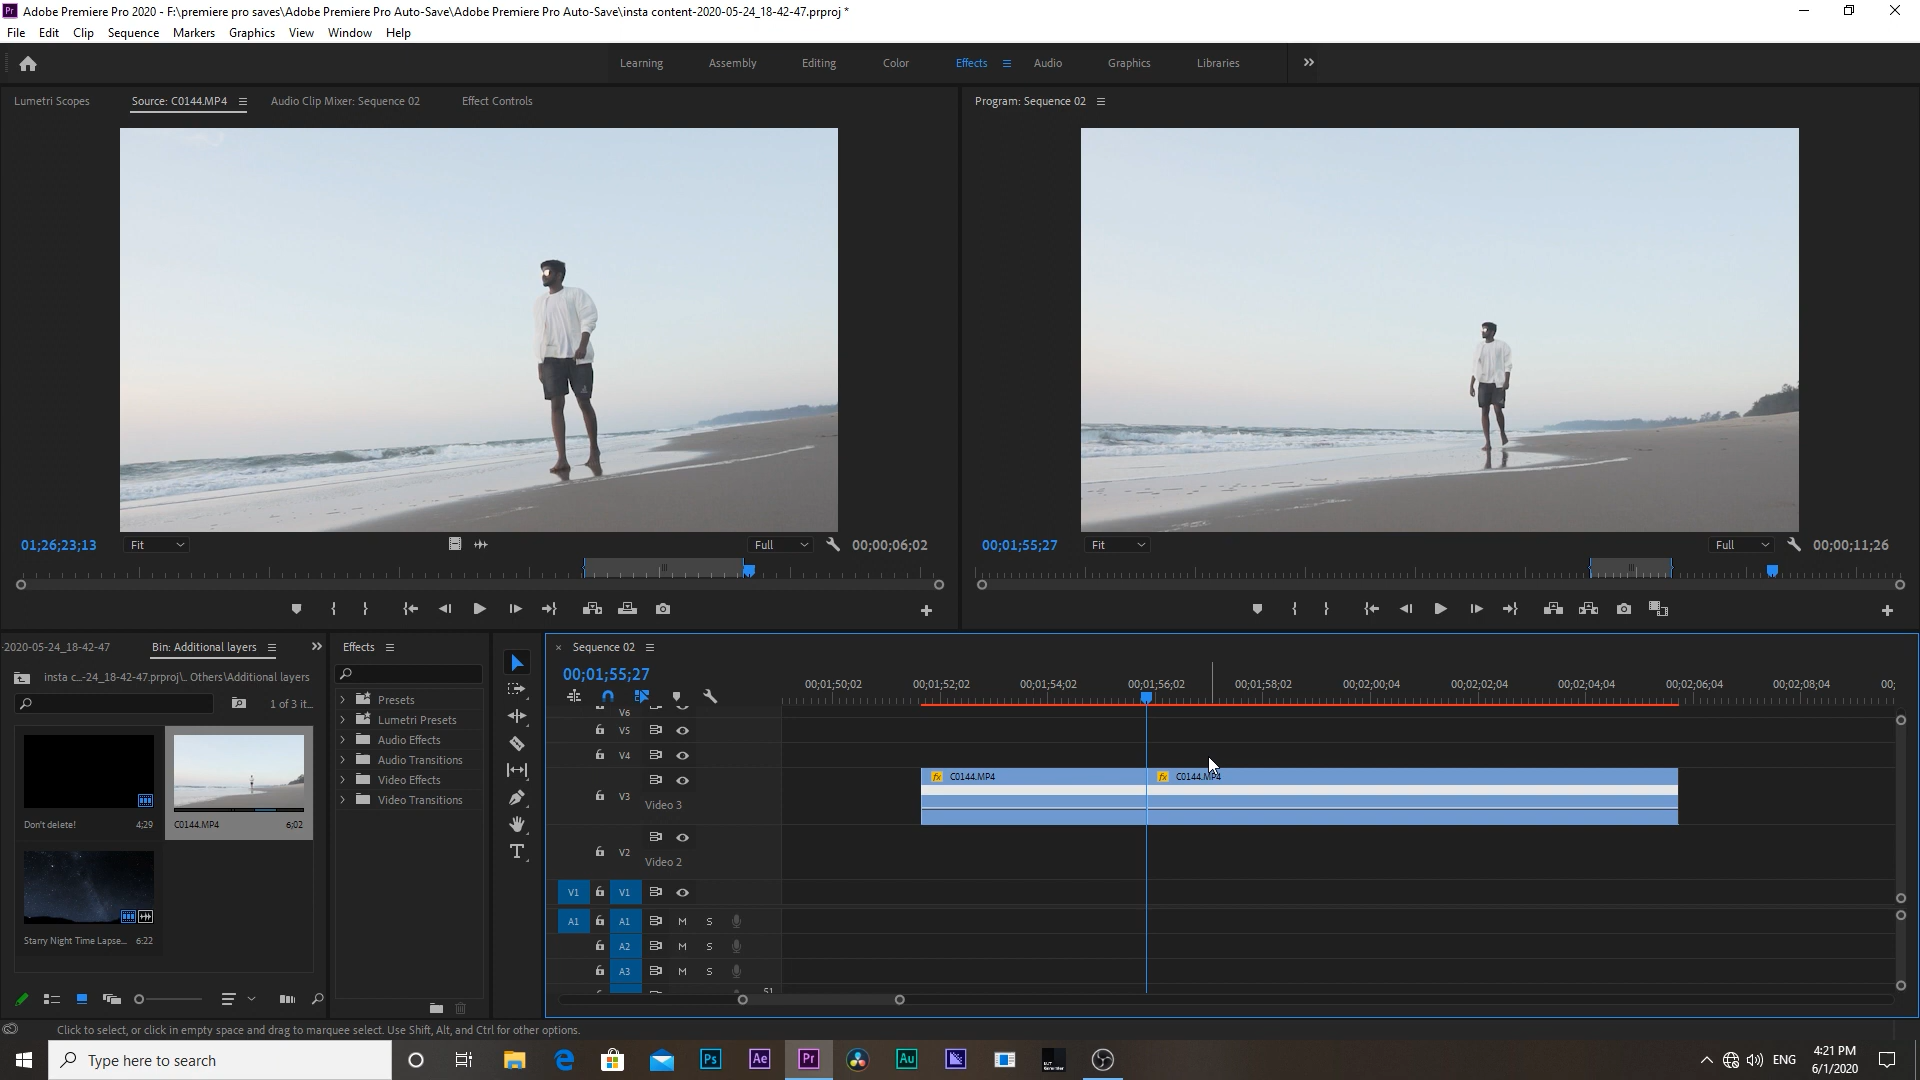 Adobe Premiere Pro 2020 - F:\premiere pro saves\Adobe Premiere Pro Auto-Save\Adobe Premiere Pro Auto-Save\insta content-2020-05-24_18-42-47.prproj *
File Edit Clip Sequence Markers Graphics View Window Help
Learning Assembly Editing Color Effects Audio Graphics Libraries
Lumetri Scopes Source: C0144.MP4 Audio Clip Mixer: Sequence 02 Effect Controls
Program: Sequence 02
01;26;23;13 Fit Full 00;00;06;02
00;01;55;27 Fit Full 00;00;11;26
-2020-05-24_18-42-47 Bin: Additional layers
insta c...-24_18-42-47.prproj\... Others\Additional layers
1 of 3 it...
Don't delete! 4;29
C0144.MP4 6;02
Starry Night Time Lapse... 6:22
Effects
Presets
Lumetri Presets
Audio Effects
Audio Transitions
Video Effects
Video Transitions
Sequence 02
00;01;55;27
00;01;50;02 00;01;52;02 00;01;54;02 00;01;56;02 00;01;58;02 00;02;00;04 00;02;02;04 00;02;04;04 00;02;06;04 00;02;08;04 00;
V6
V5
V4
fx C0144.MP4 fx C0144.MP4
V3
Video 3
V2
Video 2
V1 V1
A1 A1 M S
A2 M S
A3 M S
51
Click to select, or click in empty space and drag to marquee select. Use Shift, Alt, and Ctrl for other options.
Type here to search
Ps Ae Pr Au
ENG
4:21 PM
6/1/2020